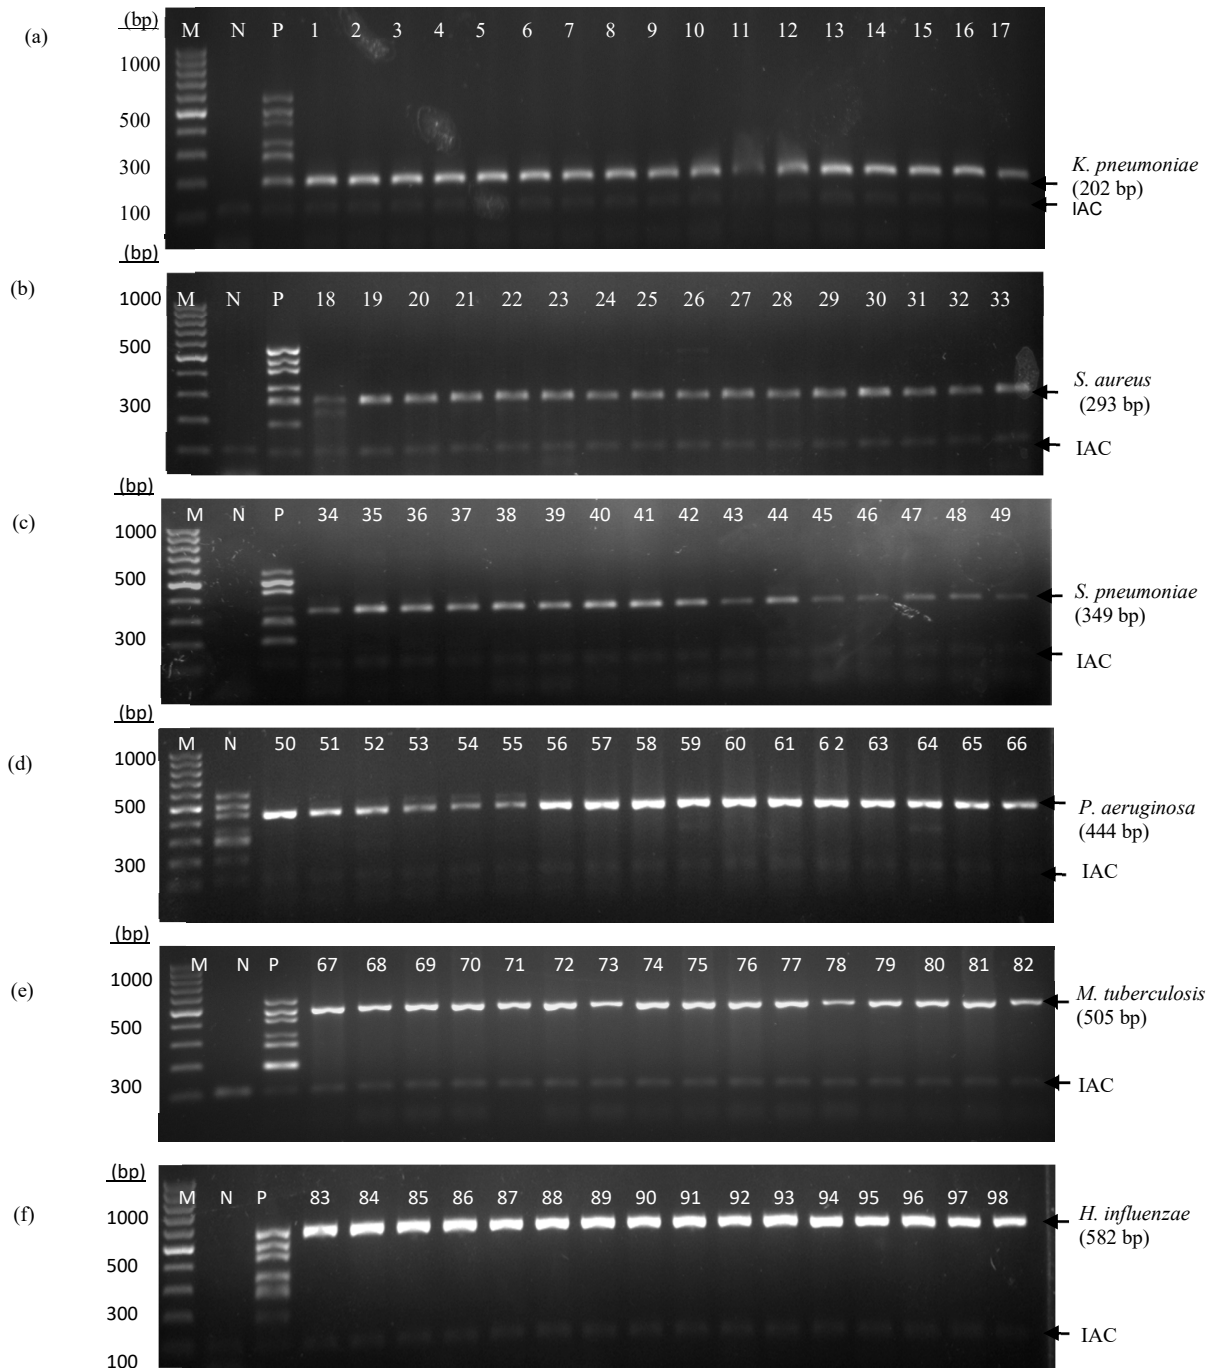 (a)
(bp)
M N P 1 2 3 4 5 6 7 8 9 10 11 12 13 14 15 16 17
1000
500
300
100
K. pneumoniae
(202 bp)
IAC
(bp)
(b)
M N P 18 19 20 21 22 23 24 25 26 27 28 29 30 31 32 33
1000
500
300
S. aureus
(293 bp)
IAC
(bp)
(c)
M N P 34 35 36 37 38 39 40 41 42 43 44 45 46 47 48 49
1000
500
300
S. pneumoniae
(349 bp)
IAC
(bp)
(d)
M N 50 51 52 53 54 55 56 57 58 59 60 61 6 2 63 64 65 66
1000
500
300
P. aeruginosa
(444 bp)
IAC
(bp)
(e)
M N P 67 68 69 70 71 72 73 74 75 76 77 78 79 80 81 82
1000
500
300
M. tuberculosis
(505 bp)
IAC
(bp)
(f)
M N P 83 84 85 86 87 88 89 90 91 92 93 94 95 96 97 98
1000
500
300
100
H. influenzae
(582 bp)
IAC